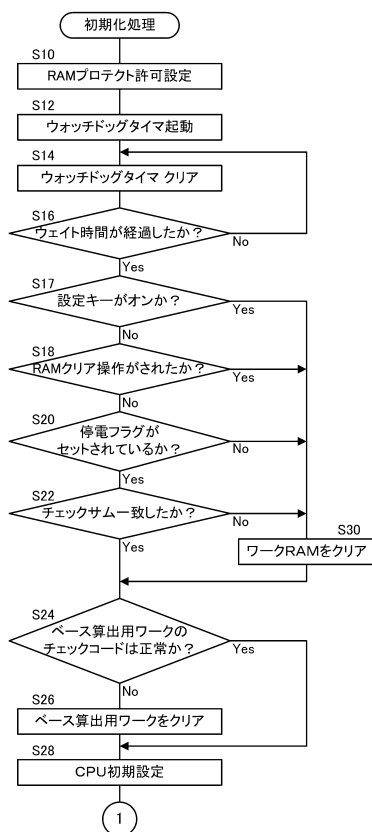 初期化処理
S10
RAMプロテクト許可設定
S12
ウォッチドッグタイマ起動
S14
ウォッチドッグタイマ クリア
S16
ウェイト時間が経過したか?
No
Yes
S17
設定キーがオンか?
Yes
No
S18
RAMクリア操作がされたか?
Yes
No
S20
停電フラグが
セットされているか?
No
Yes
S22
チェックサム一致したか?
No
Yes
S30
ワークRAMをクリア
S24
ベース算出用ワークの
チェックコードは正常か?
Yes
No
S26
ベース算出用ワークをクリア
S28
CPU初期設定
1